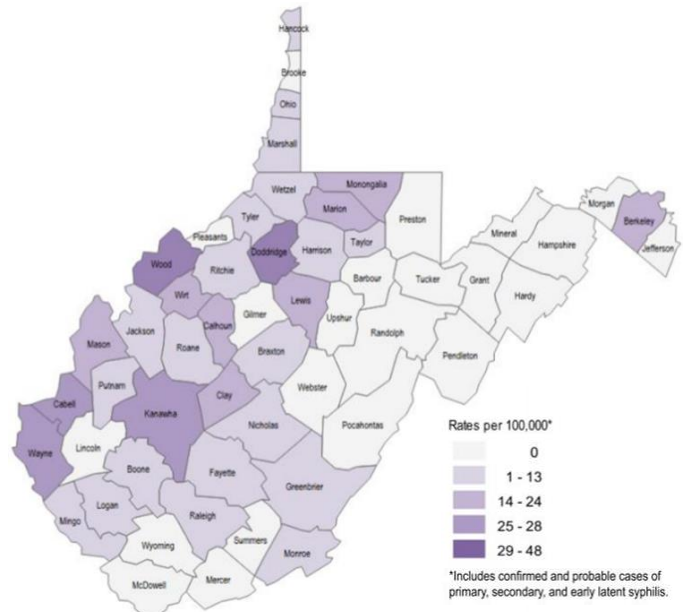 Hancock
Brooke
Ohio
Marshall
Wetzel
Monongalia
Marion
Preston
Tyler
Pleasants
Doddridge
Harrison
Taylor
Wood
Ritchie
Wirt
Morgan
Berkeley
Jefferson
Mineral
Hampshire
Barbour
Tucker
Grant
Hardy
Lewis
Gilmer
Upshur
Calhoun
Jackson
Roane
Mason
Braxton
Randolph
Pendleton
Putnam
Clay
Webster
Cabell
Kanawha
Nicholas
Pocahontas
Wayne
Lincoln
Boone
Fayette
Greenbrier
Logan
Mingo
Raleigh
Summers
Monroe
Wyoming
McDowell
Mercer
Rates per 100,000*
0
1 - 13
14 - 24
25 - 28
29 - 48
*Includes confirmed and probable cases of
primary, secondary, and early latent syphilis.